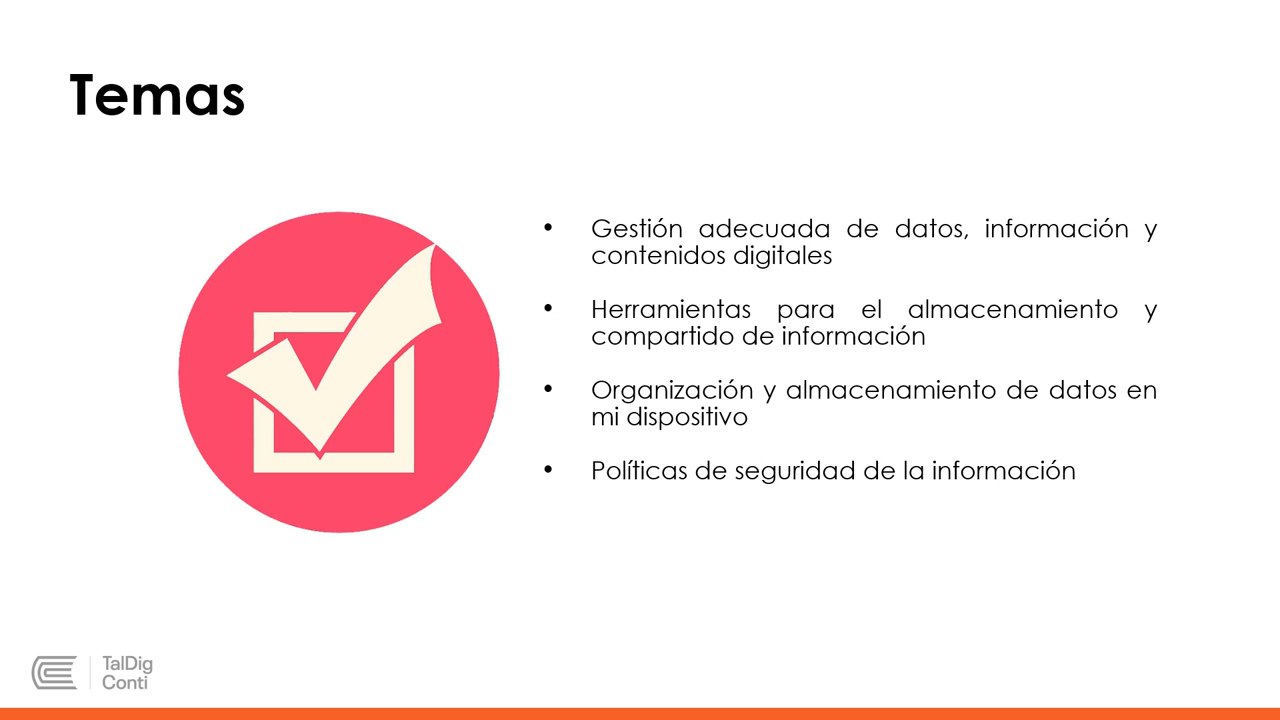 Temas
• Gestión adecuada de datos, información y
contenidos digitales
• Herramientas para el almacenamiento y
compartido de información
• Organización y almacenamiento de datos en
mi dispositivo
• Políticas de seguridad de la información
TalDig
Conti